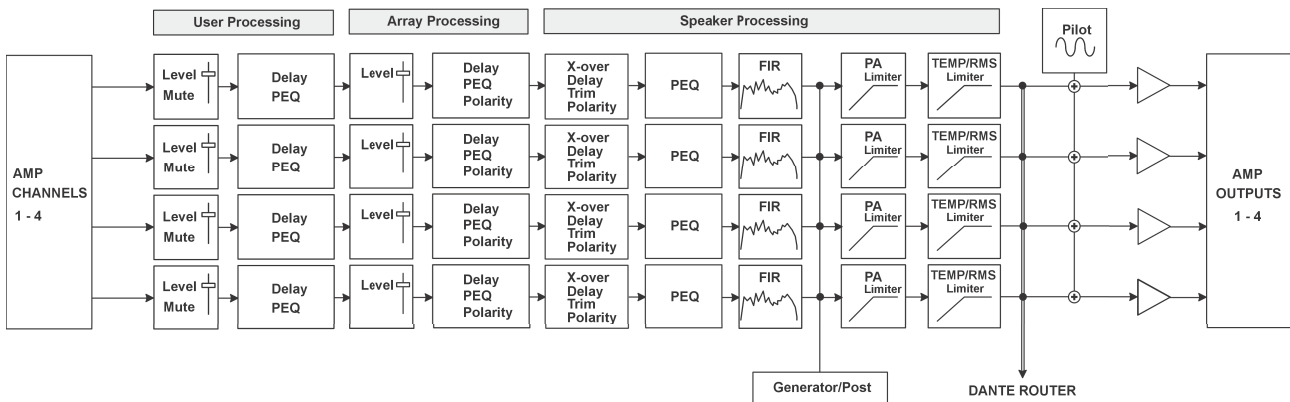 User Processing
Array Processing
Speaker Processing
Pilot
AMP
CHANNELS
1 - 4
Level
Mute
Delay
PEQ
Level
Delay
PEQ
Polarity
X-over
Delay
Trim
Polarity
PEQ
FIR
PA
Limiter
TEMP/RMS
Limiter
Level
Mute
Delay
PEQ
Level
Delay
PEQ
Polarity
X-over
Delay
Trim
Polarity
PEQ
FIR
PA
Limiter
TEMP/RMS
Limiter
Level
Mute
Delay
PEQ
Level
Delay
PEQ
Polarity
X-over
Delay
Trim
Polarity
PEQ
FIR
PA
Limiter
TEMP/RMS
Limiter
Level
Mute
Delay
PEQ
Level
Delay
PEQ
Polarity
X-over
Delay
Trim
Polarity
PEQ
FIR
PA
Limiter
TEMP/RMS
Limiter
AMP
OUTPUTS
1 - 4
Generator/Post
DANTE ROUTER